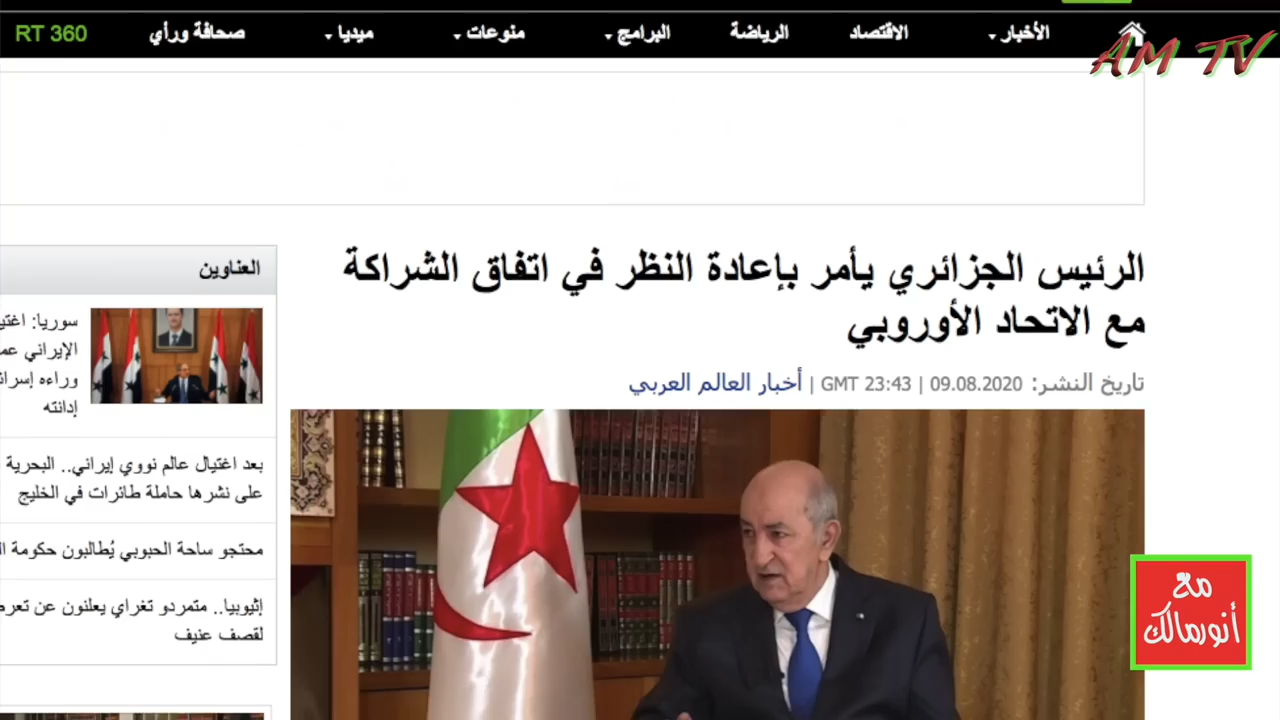 الأخبار
الاقتصاد
الرياضة
البرامج
منوعات
ميديا
صحافة ورأي
RT 360
AM TV
الرئيس الجزائري يأمر بإعادة النظر في اتفاق الشراكة
مع الاتحاد الأوروبي
تاريخ النشر: 09.08.2020 | 23:43 GMT | أخبار العالم العربي
العناوين
سوريا:
الإيراني
وراءه
إدانته
بعد اغتيال عالم نووي إيراني.. البحرية
على نشرها حاملة طائرات في الخليج
محتجو ساحة الحبوبي يُطالبون حكومة
إثيوبيا.. متمردو تغراي يعلنون عن
لقصف عنيف
مع
أنورمالك